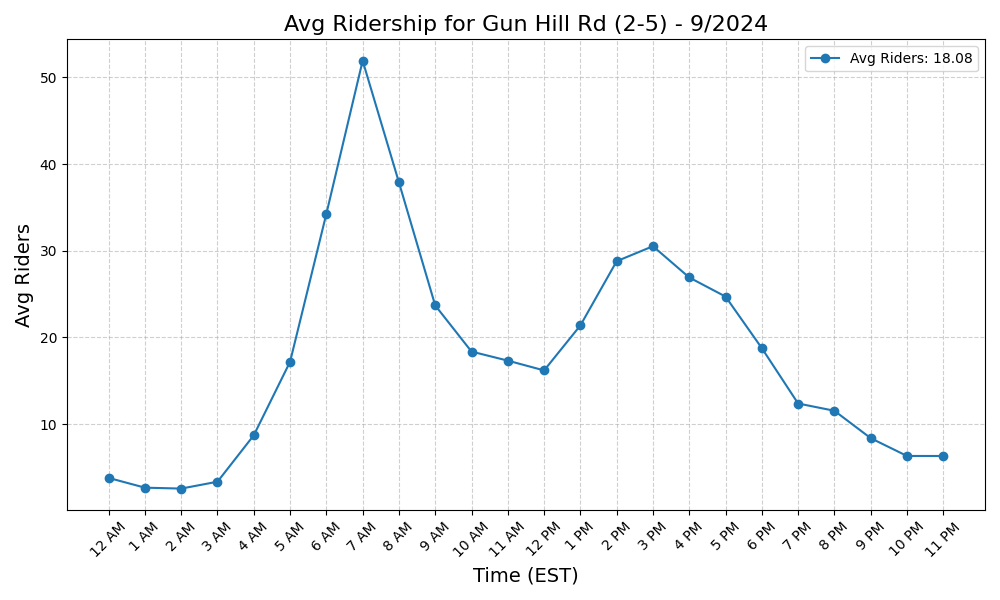 Avg Ridership for Gun Hill Rd (2-5) - 9/2024
Avg Riders: 18.08
50
40
30
20
10
Avg Riders
12 AM
1 AM
2 AM
3 AM
4 AM
5 AM
6 AM
7 AM
8 AM
9 AM
10 AM
11 AM
12 PM
1 PM
2 PM
3 PM
4 PM
5 PM
6 PM
7 PM
8 PM
9 PM
10 PM
11 PM
Time (EST)